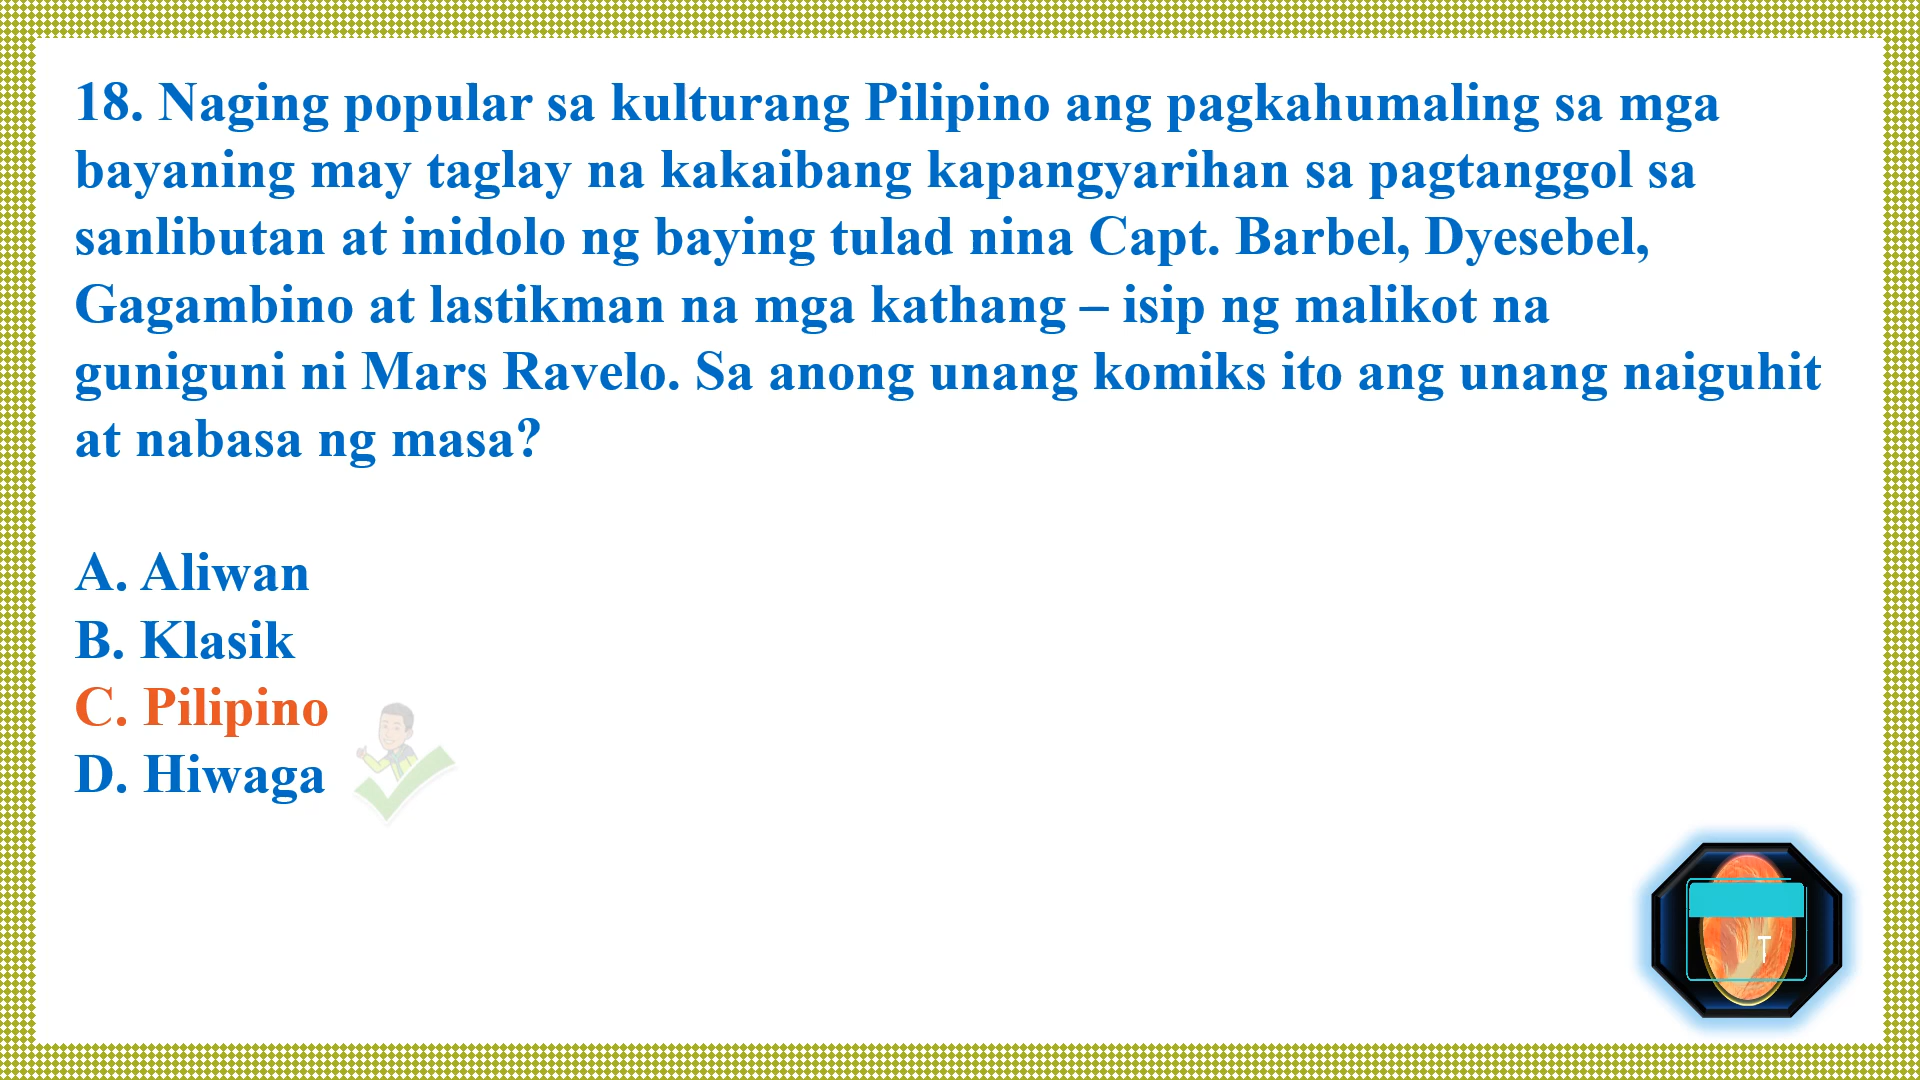 18. Naging popular sa kulturang Pilipino ang pagkahumaling sa mga
bayaning may taglay na kakaibang kapangyarihan sa pagtanggol sa
sanlibutan at inidolo ng baying tulad nina Capt. Barbel, Dyesebel,
Gagambino at lastikman na mga kathang – isip ng malikot na
guniguni ni Mars Ravelo. Sa anong unang komiks ito ang unang naiguhit
at nabasa ng masa?
A. Aliwan
B. Klasik
C. Pilipino
D. Hiwaga
T